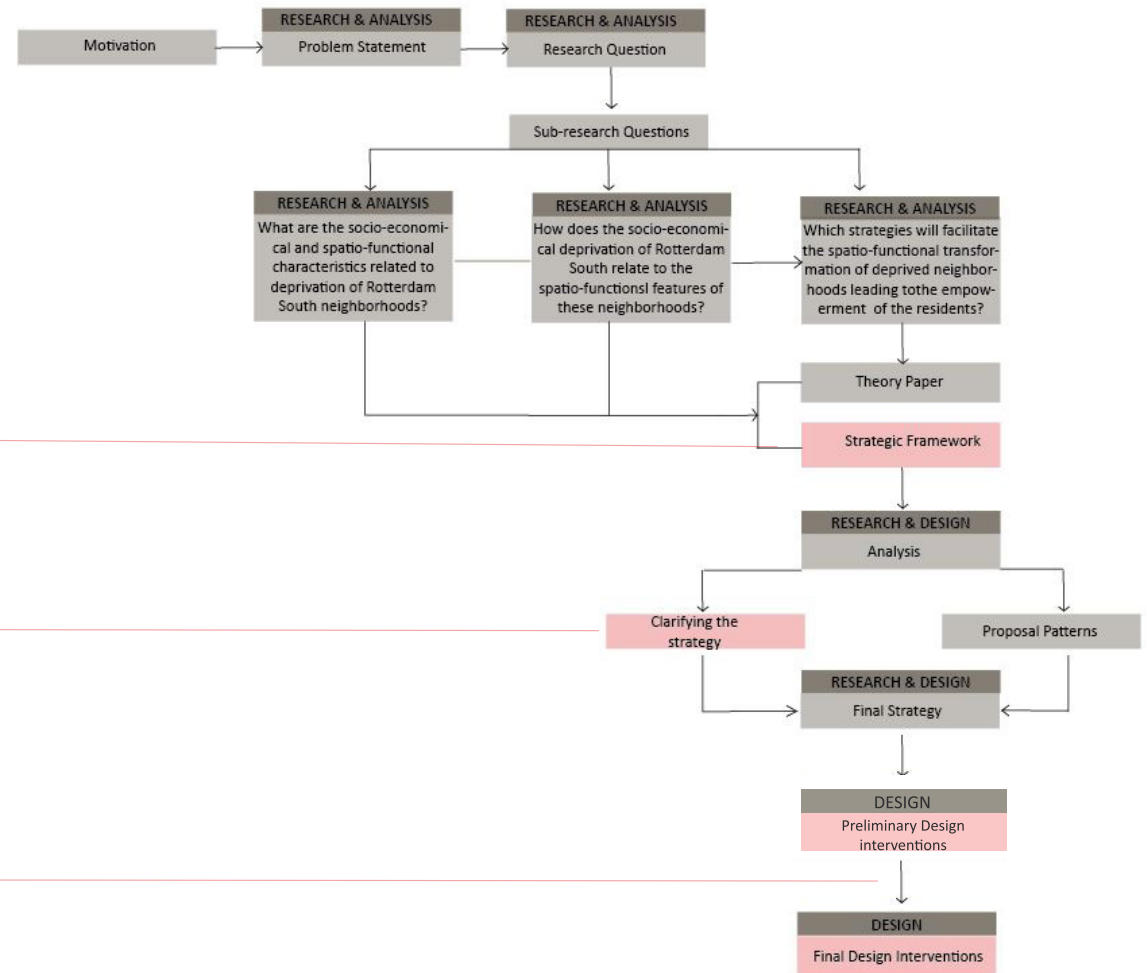 Motivation
RESEARCH & ANALYSIS
Problem Statement
RESEARCH & ANALYSIS
Research Question
Sub-research Questions
RESEARCH & ANALYSIS
What are the socio-economi-
cal and spatio-functional
characteristics related to
deprivation of Rotterdam
South neighborhoods?
RESEARCH & ANALYSIS
How does the socio-economi-
cal deprivation of Rotterdam
South relate to the
spatio-functionsl features of
these neighborhoods?
RESEARCH & ANALYSIS
Which strategies will facilitate
the spatio-functional transfor-
mation of deprived neighbor-
hoods leading tothe empow-
erment of the residents?
Theory Paper
Strategic Framework
RESEARCH & DESIGN
Analysis
Clarifying the
strategy
Proposal Patterns
RESEARCH & DESIGN
Final Strategy
DESIGN
Preliminary Design
interventions
DESIGN
Final Design Interventions